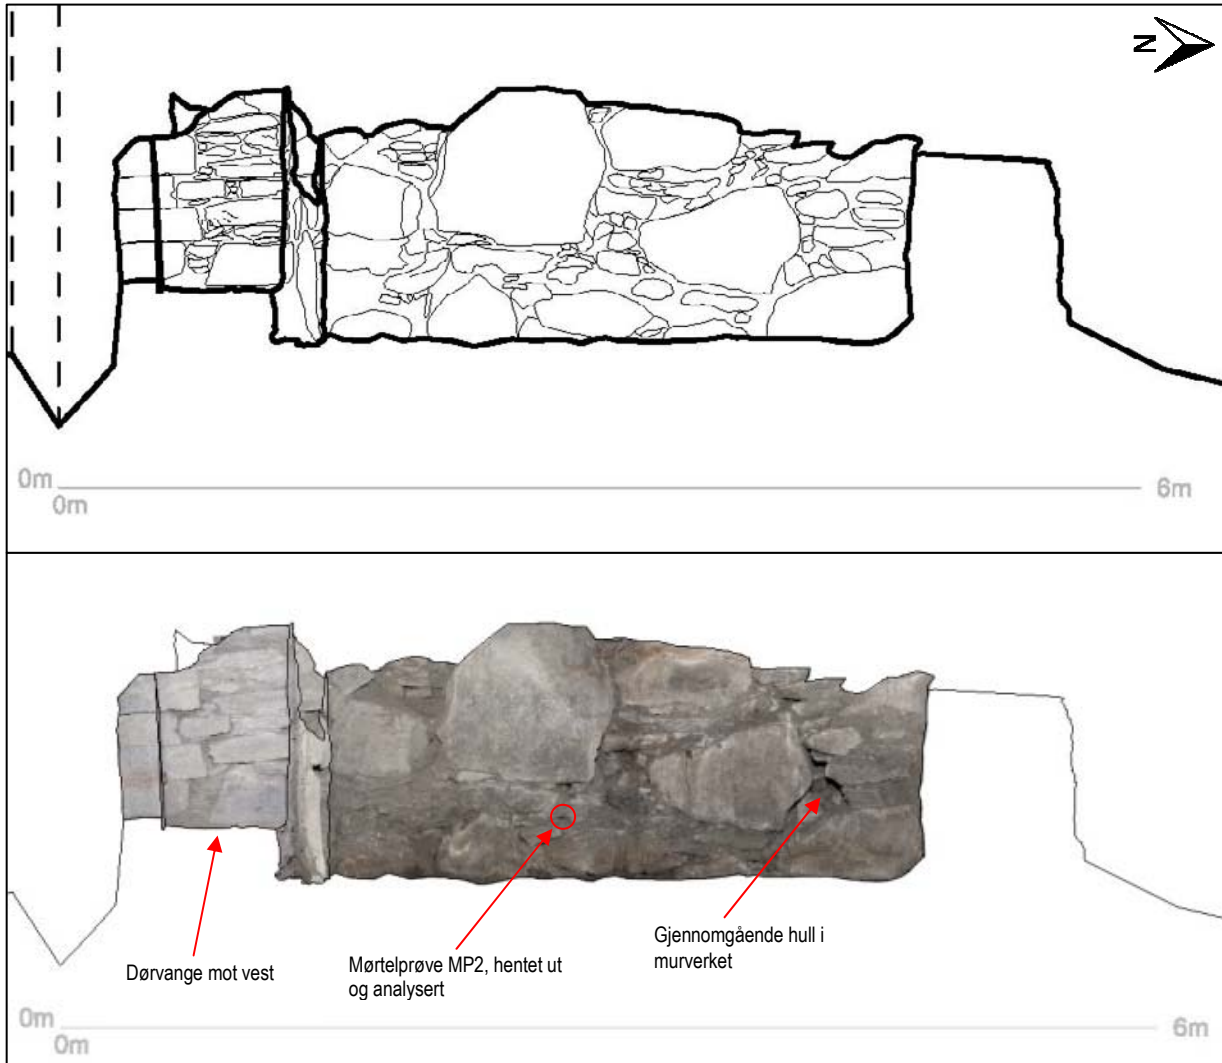 N
0m
0m
6m
Dørvange mot vest
Mørtelprøve MP2, hentet ut
og analysert
Gjennomgående hull i
murverket
0m
0m
6m